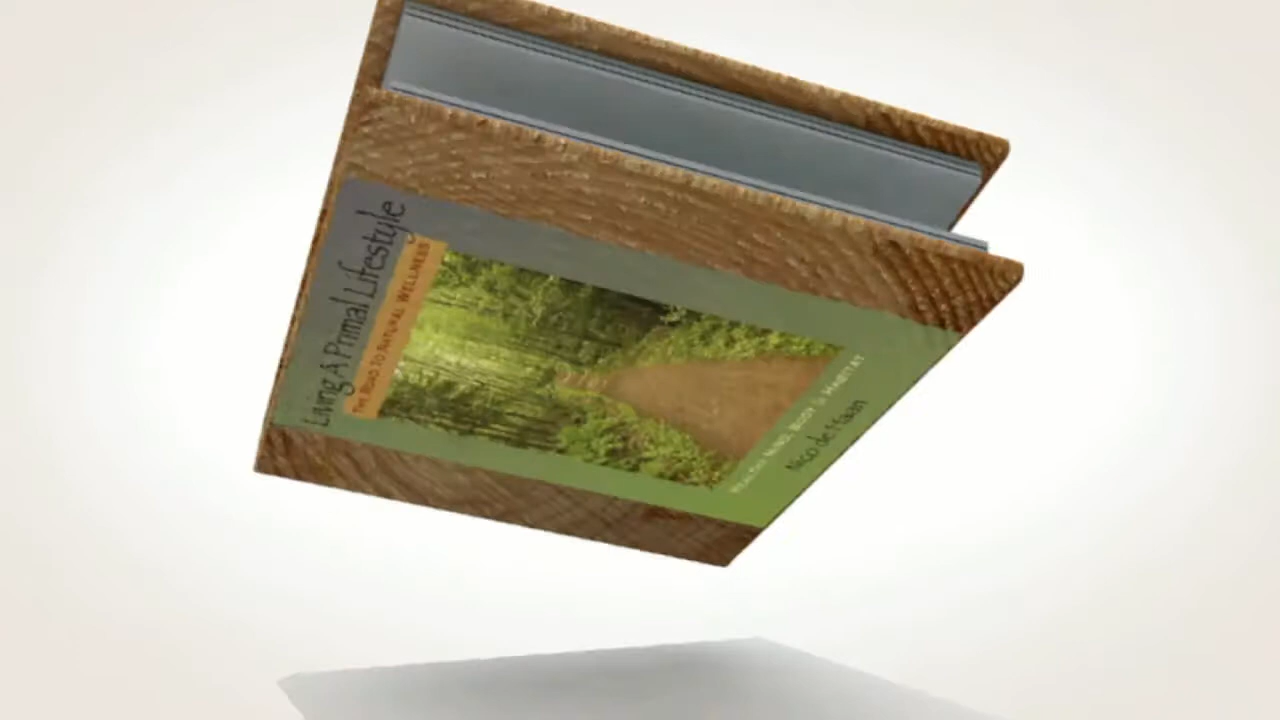 Living A Primal Lifestyle
THE ROAD TO NATURAL WELLNESS
HEALTHY MIND, BODY & HABITAT
Nico de Haan